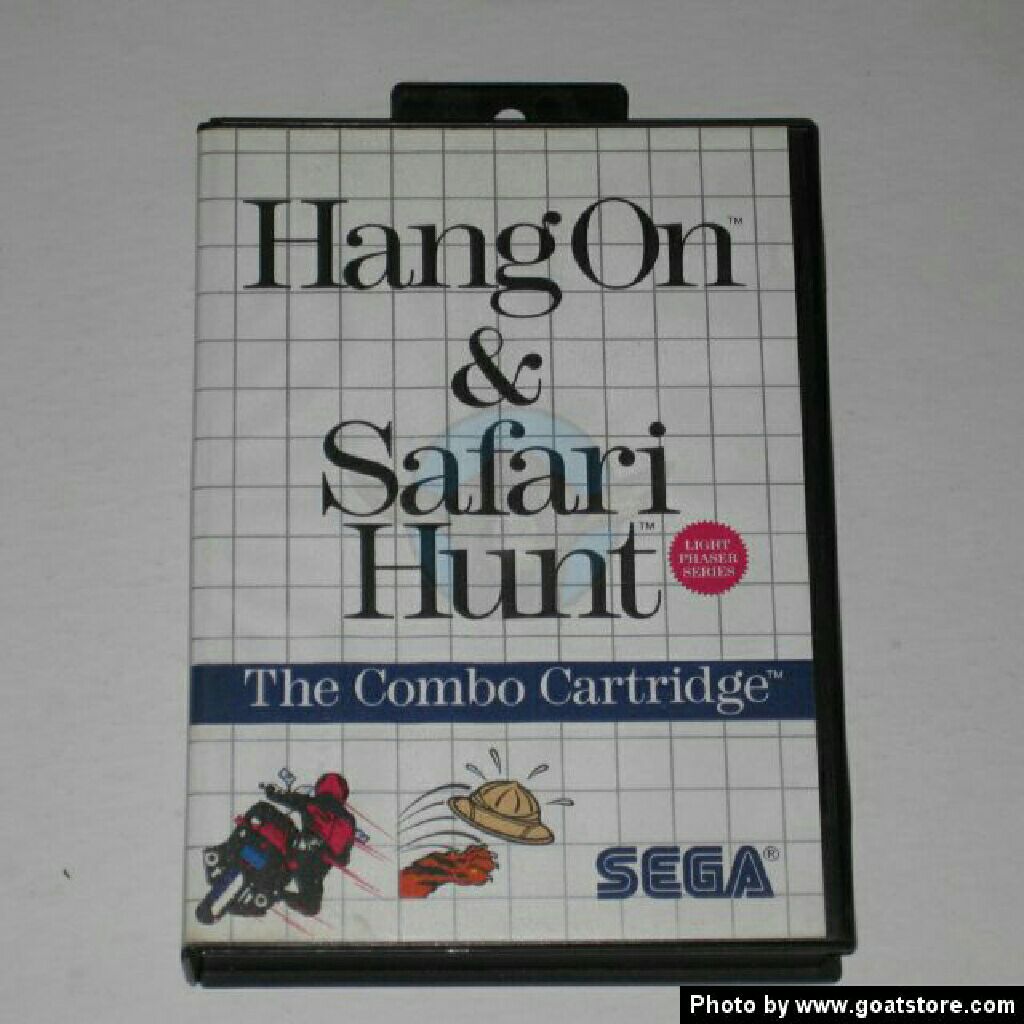 Hang On™
&
Safari
Hunt™
LIGHT
PHASER
SERIES
The Combo Cartridge™
SEGA®
Photo by www.goatstore.com